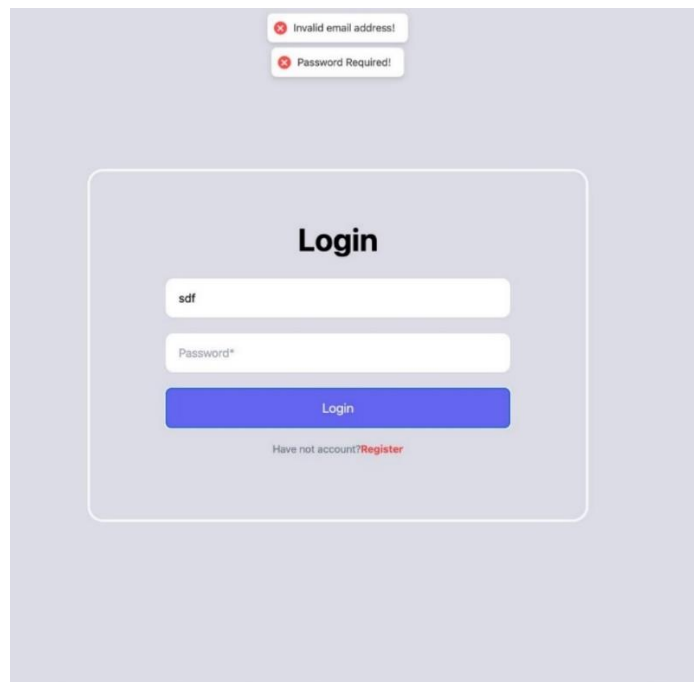 Invalid email address!
Password Required!
Login
sdf
Password*
Login
Have not account?Register